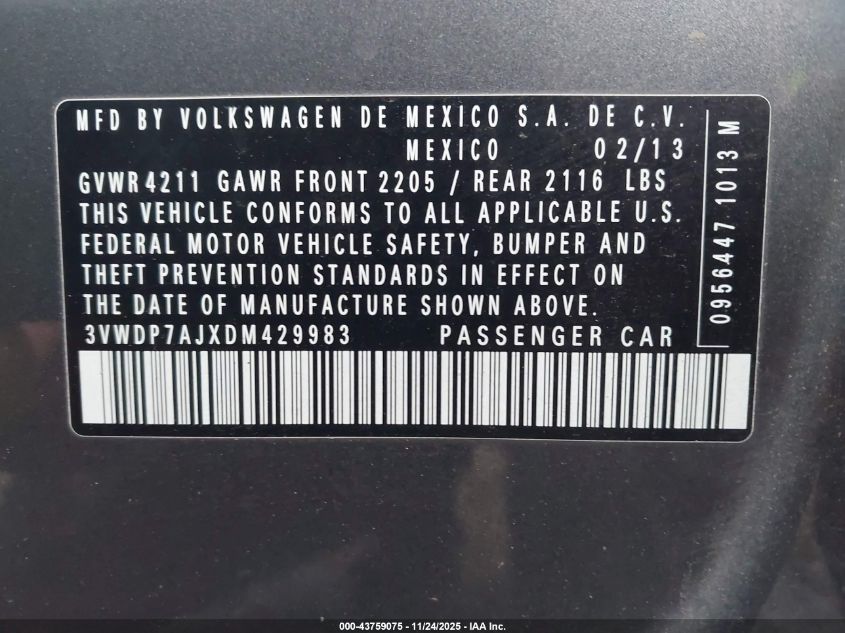 MFD BY VOLKSWAGEN DE MEXICO S.A. DE C.V.
MEXICO 02/13
GVWR 4211 GAWR FRONT 2205 / REAR 2116 LBS
THIS VEHICLE CONFORMS TO ALL APPLICABLE U.S.
FEDERAL MOTOR VEHICLE SAFETY, BUMPER AND
THEFT PREVENTION STANDARDS IN EFFECT ON
THE DATE OF MANUFACTURE SHOWN ABOVE.
3VWDP7AJXDM429983 PASSENGER CAR
0956447 1013 M
000-43759075 - 11/24/2025 - IAA Inc.